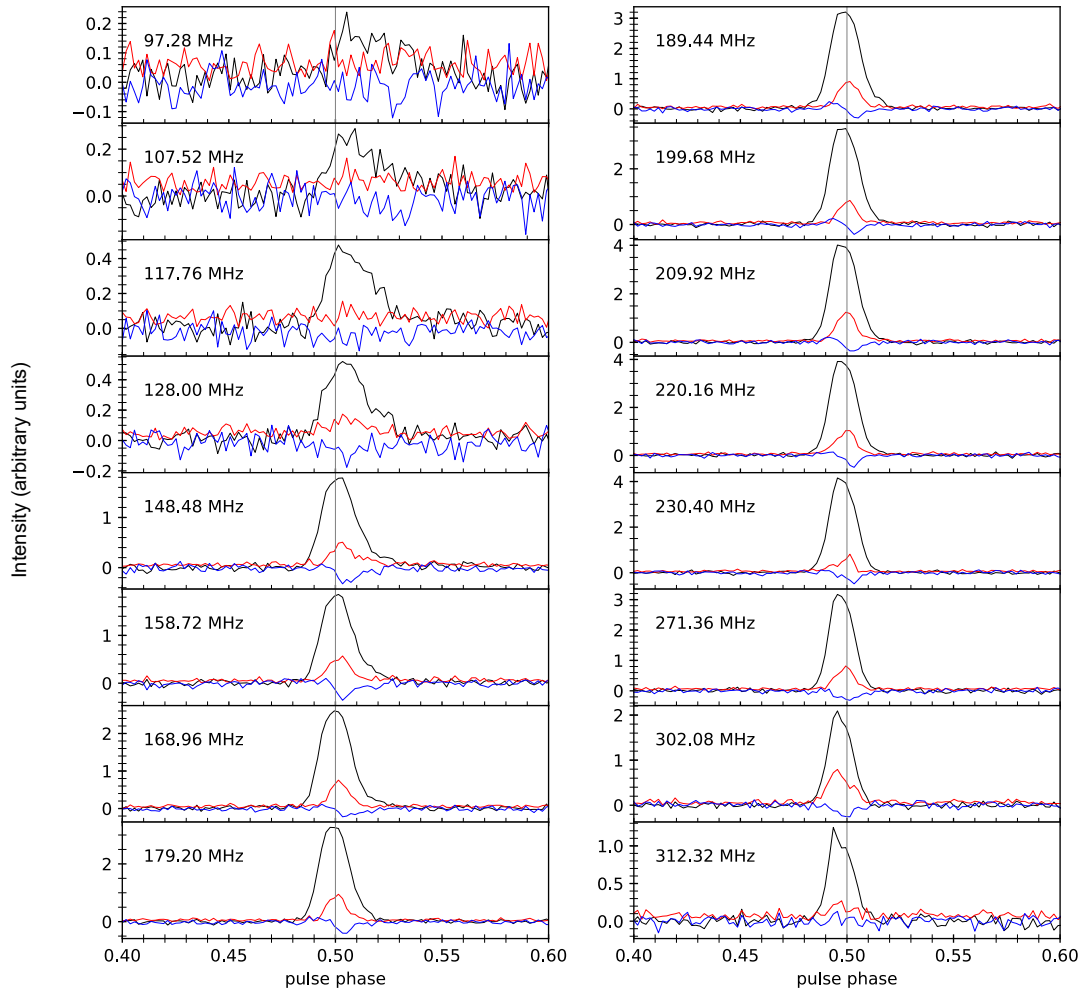 Intensity (arbitrary units)
97.28 MHz
0.2
0.1
0.0
−0.1
107.52 MHz
0.2
0.0
117.76 MHz
0.4
0.2
0.0
128.00 MHz
0.4
0.2
0.0
−0.2
148.48 MHz
1
0
158.72 MHz
1
0
168.96 MHz
2
1
0
179.20 MHz
2
0
0.40 0.45 0.50 0.55 0.60
pulse phase
189.44 MHz
3
2
1
0
199.68 MHz
2
0
209.92 MHz
4
2
0
220.16 MHz
4
2
0
230.40 MHz
4
2
0
271.36 MHz
3
2
1
0
302.08 MHz
2
1
0
312.32 MHz
1.0
0.5
0.0
0.40 0.45 0.50 0.55 0.60
pulse phase